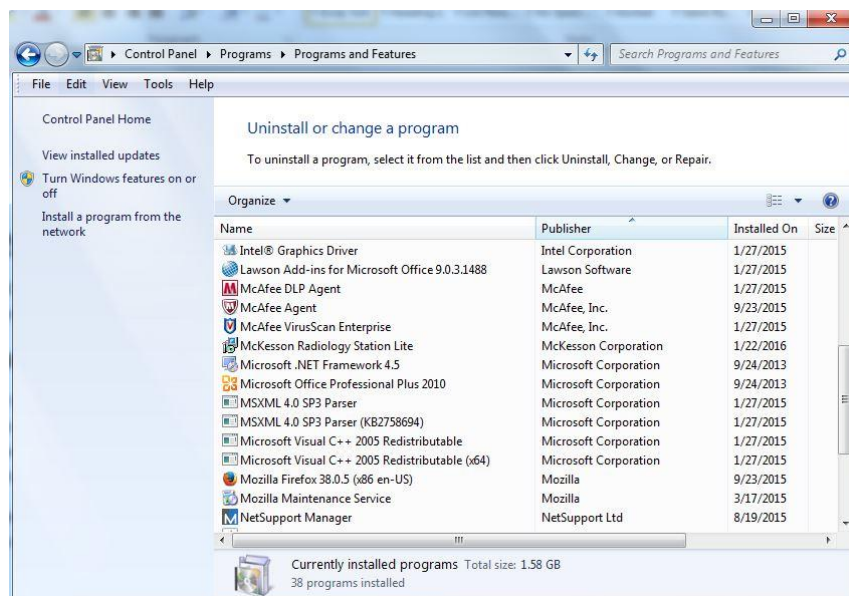 Control Panel ▸ Programs ▸ Programs and Features
Search Programs and Features
File Edit View Tools Help
Control Panel Home
View installed updates
Turn Windows features on or
off
Install a program from the
network
Uninstall or change a program
To uninstall a program, select it from the list and then click Uninstall, Change, or Repair.
Organize
Name Publisher Installed On Size
Intel® Graphics Driver Intel Corporation 1/27/2015
Lawson Add-ins for Microsoft Office 9.0.3.1488 Lawson Software 1/27/2015
McAfee DLP Agent McAfee 1/27/2015
McAfee Agent McAfee, Inc. 9/23/2015
McAfee VirusScan Enterprise McAfee, Inc. 1/27/2015
McKesson Radiology Station Lite McKesson Corporation 1/22/2016
Microsoft .NET Framework 4.5 Microsoft Corporation 9/24/2013
Microsoft Office Professional Plus 2010 Microsoft Corporation 9/24/2013
MSXML 4.0 SP3 Parser Microsoft Corporation 1/27/2015
MSXML 4.0 SP3 Parser (KB2758694) Microsoft Corporation 1/27/2015
Microsoft Visual C++ 2005 Redistributable Microsoft Corporation 1/27/2015
Microsoft Visual C++ 2005 Redistributable (x64) Microsoft Corporation 1/27/2015
Mozilla Firefox 38.0.5 (x86 en-US) Mozilla 9/23/2015
Mozilla Maintenance Service Mozilla 3/17/2015
NetSupport Manager NetSupport Ltd 8/19/2015
Currently installed programs Total size: 1.58 GB
38 programs installed